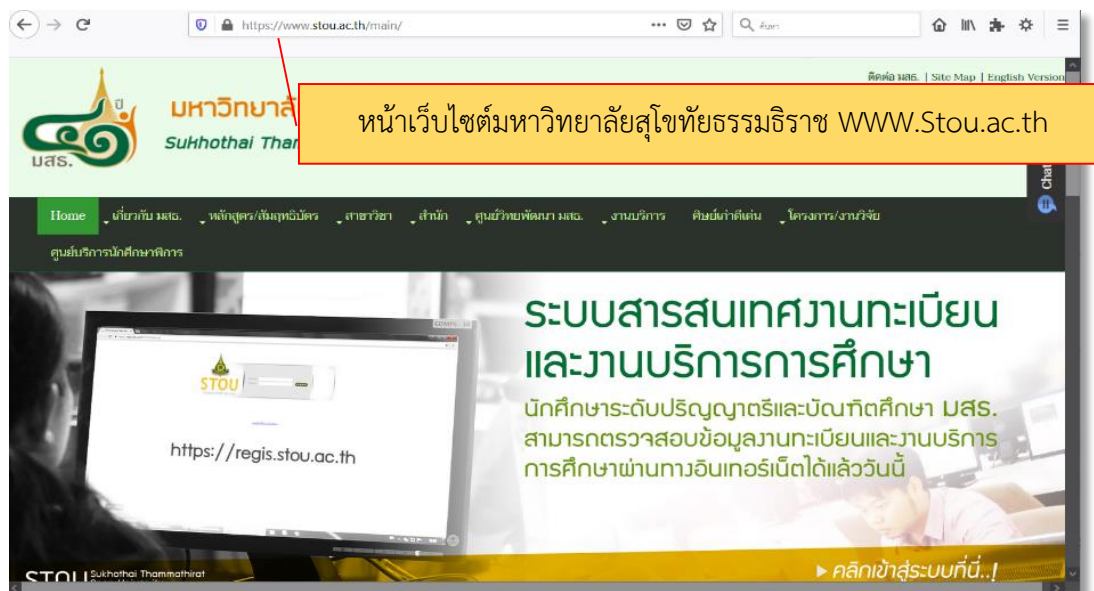 https://www.stou.ac.th/main/
ค้นหา
ติดต่อ มสธ. | Site Map | English Version
ปี
มหาวิทยาลั
Sukhothai Tha
มสธ.
หน้าเว็บไซต์มหาวิทยาลัยสุโขทัยธรรมธิราช WWW.Stou.ac.th
Chat
Home เกี่ยวกับ มสธ. หลักสูตร/สัมฤทธิบัตร สาขาวิชา สำนัก ศูนย์วิทยพัฒนา มสธ. งานบริการ ศิษย์เก่าดีเด่น โครงการ/งานวิจัย
ศูนย์บริการนักศึกษาพิการ
ระบบสารสนเทศงานทะเบียน
และงานบริการการศึกษา
นักศึกษาระดับปริญญาตรีและบัณฑิตศึกษา มสธ.
สามารถตรวจสอบข้อมูลงานทะเบียนและงานบริการ
การศึกษาผ่านทางอินเทอร์เน็ตได้แล้ววันนี้
STOU
https://regis.stou.ac.th
STOU Sukhothai Thammathirat
คลิกเข้าสู่ระบบที่นี่..!